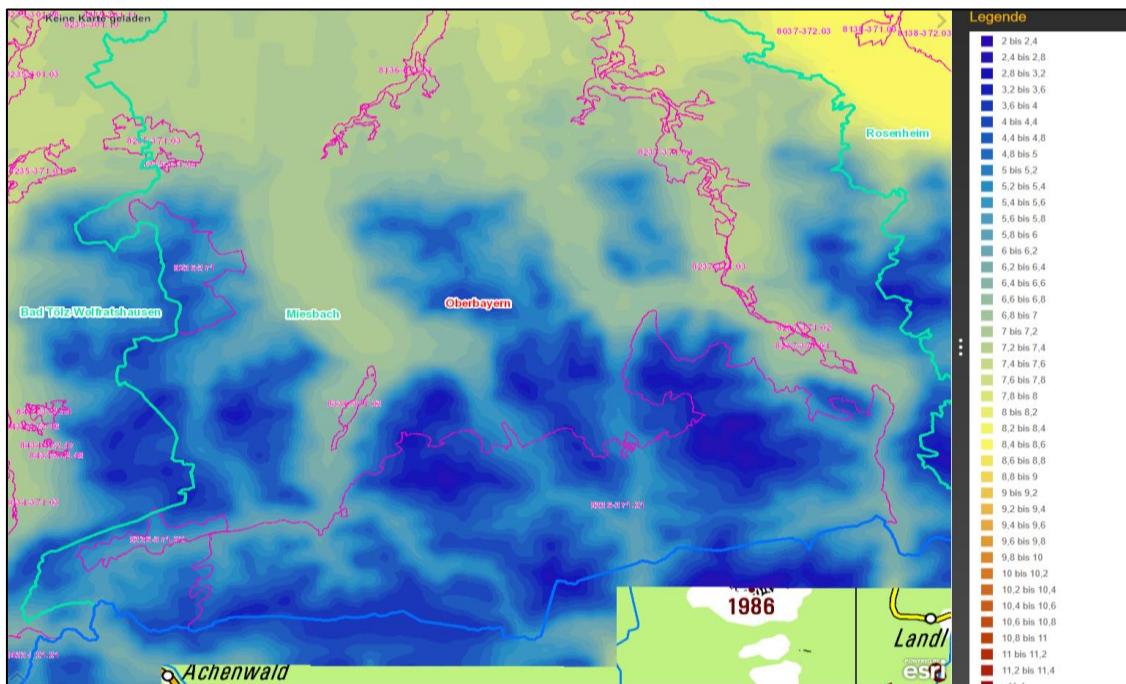 Keine Karte geladen
Legende
8037-372.03
8138-372.03
Rosenheim
Bad Tölz-Wolfratshausen
Miesbach
Oberbayern
1986
Landl
Achenwald
POWERED BY
esri
2 bis 2,4
2,4 bis 2,8
2,8 bis 3,2
3,2 bis 3,6
3,6 bis 4
4 bis 4,4
4,4 bis 4,8
4,8 bis 5
5 bis 5,2
5,2 bis 5,4
5,4 bis 5,6
5,6 bis 5,8
5,8 bis 6
6 bis 6,2
6,2 bis 6,4
6,4 bis 6,6
6,6 bis 6,8
6,8 bis 7
7 bis 7,2
7,2 bis 7,4
7,4 bis 7,6
7,6 bis 7,8
7,8 bis 8
8 bis 8,2
8,2 bis 8,4
8,4 bis 8,6
8,6 bis 8,8
8,8 bis 9
9 bis 9,2
9,2 bis 9,4
9,4 bis 9,6
9,6 bis 9,8
9,8 bis 10
10 bis 10,2
10,2 bis 10,4
10,4 bis 10,6
10,6 bis 10,8
10,8 bis 11
11 bis 11,2
11,2 bis 11,4